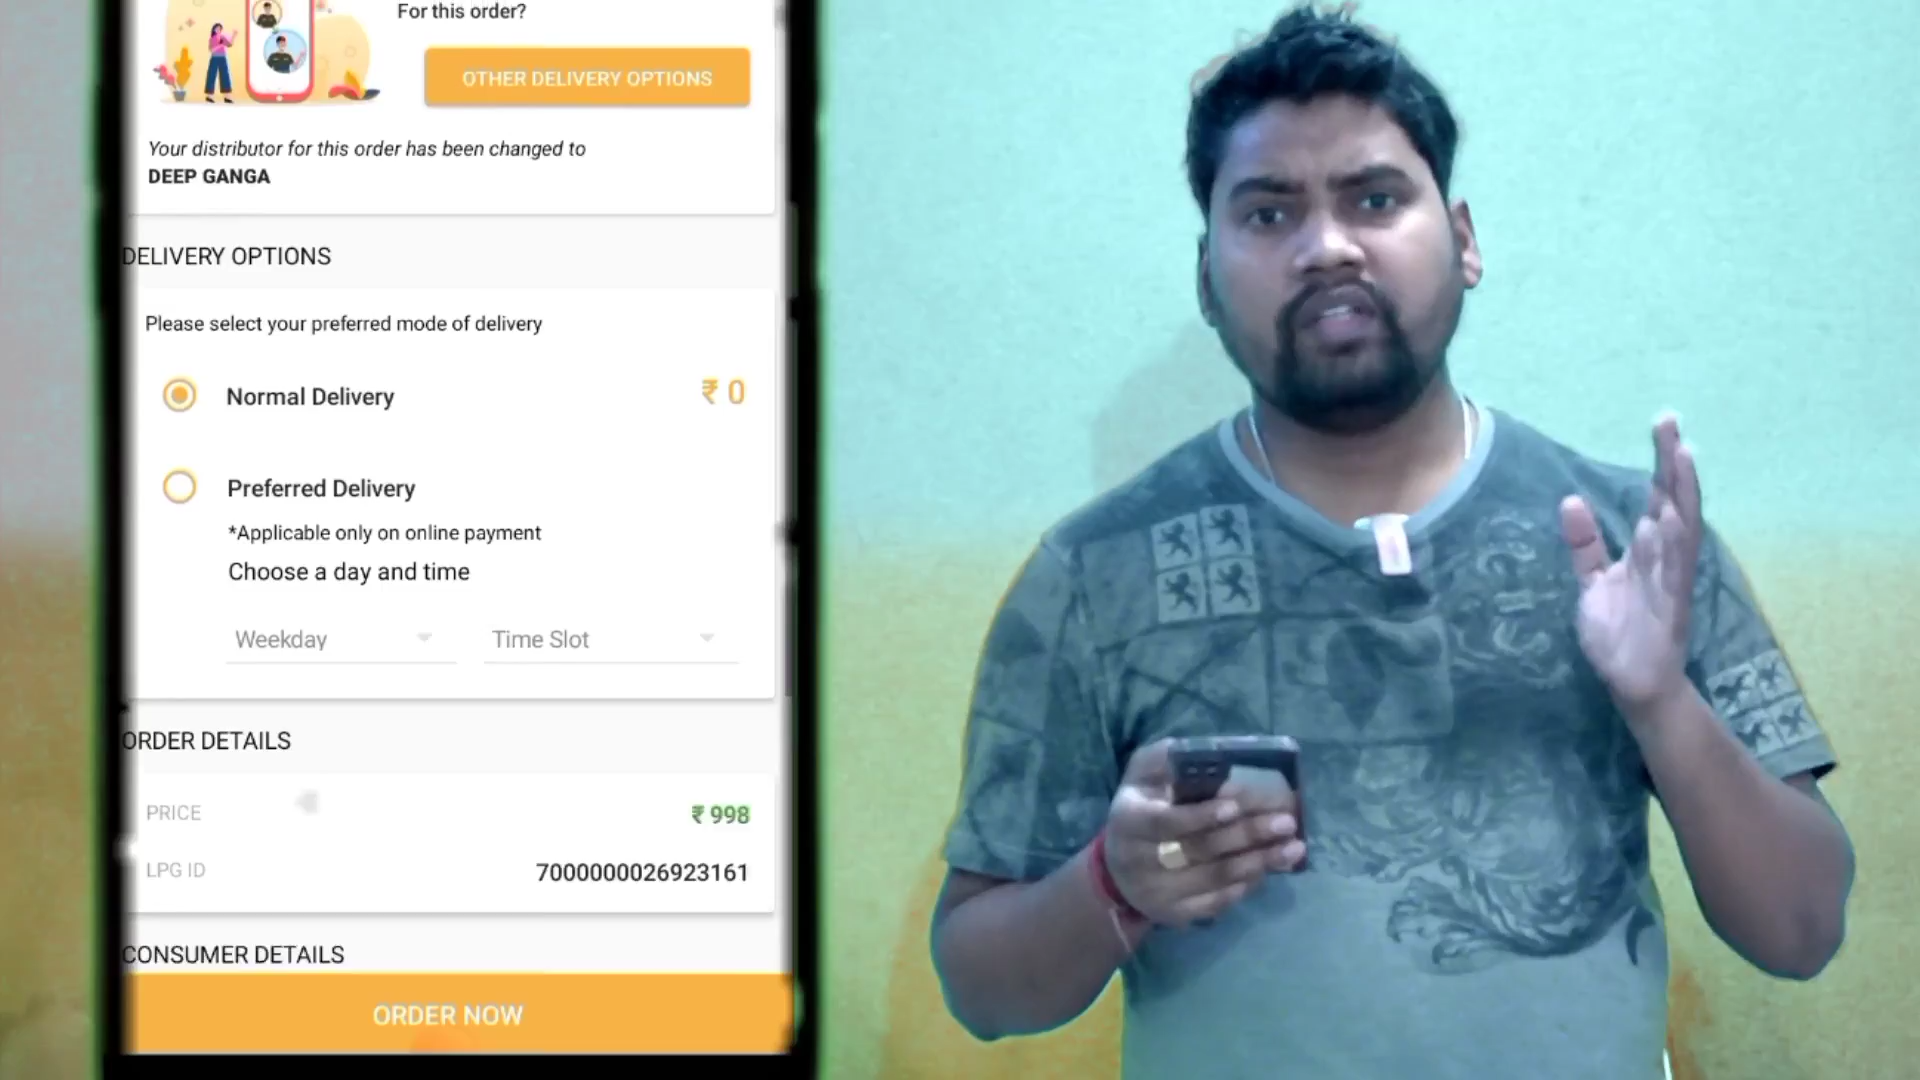 For this order?
OTHER DELIVERY OPTIONS
Your distributor for this order has been changed to
DEEP GANGA
DELIVERY OPTIONS
Please select your preferred mode of delivery
Normal Delivery ₹ 0
Preferred Delivery
*Applicable only on online payment
Choose a day and time
Weekday Time Slot
ORDER DETAILS
PRICE ₹ 998
LPG ID 7000000026923161
CONSUMER DETAILS
ORDER NOW